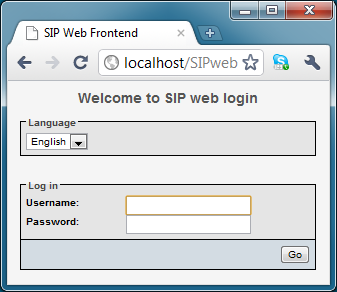 SIP Web Frontend
localhost/SIPweb
Welcome to SIP web login
Language
English
Log in
Username:
Password:
Go